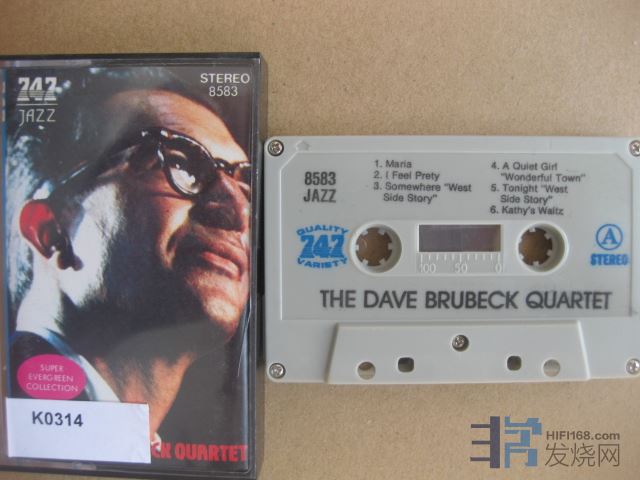 747
JAZZ
STEREO
8583
SUPER
EVERGREEN
COLLECTION
K0314
CK QUARTET
8583
JAZZ
1. Maria
2. I Feel Prety
3. Somewhere "West
Side Story"
4. A Quiet Girl
"Wonderful Town"
5. Tonight "West
Side Story"
6. Kathy's Waltz
QUALITY
747
VARIETY
100 50 0
A
STEREO
THE DAVE BRUBECK QUARTET
HIFI168.com
发烧网